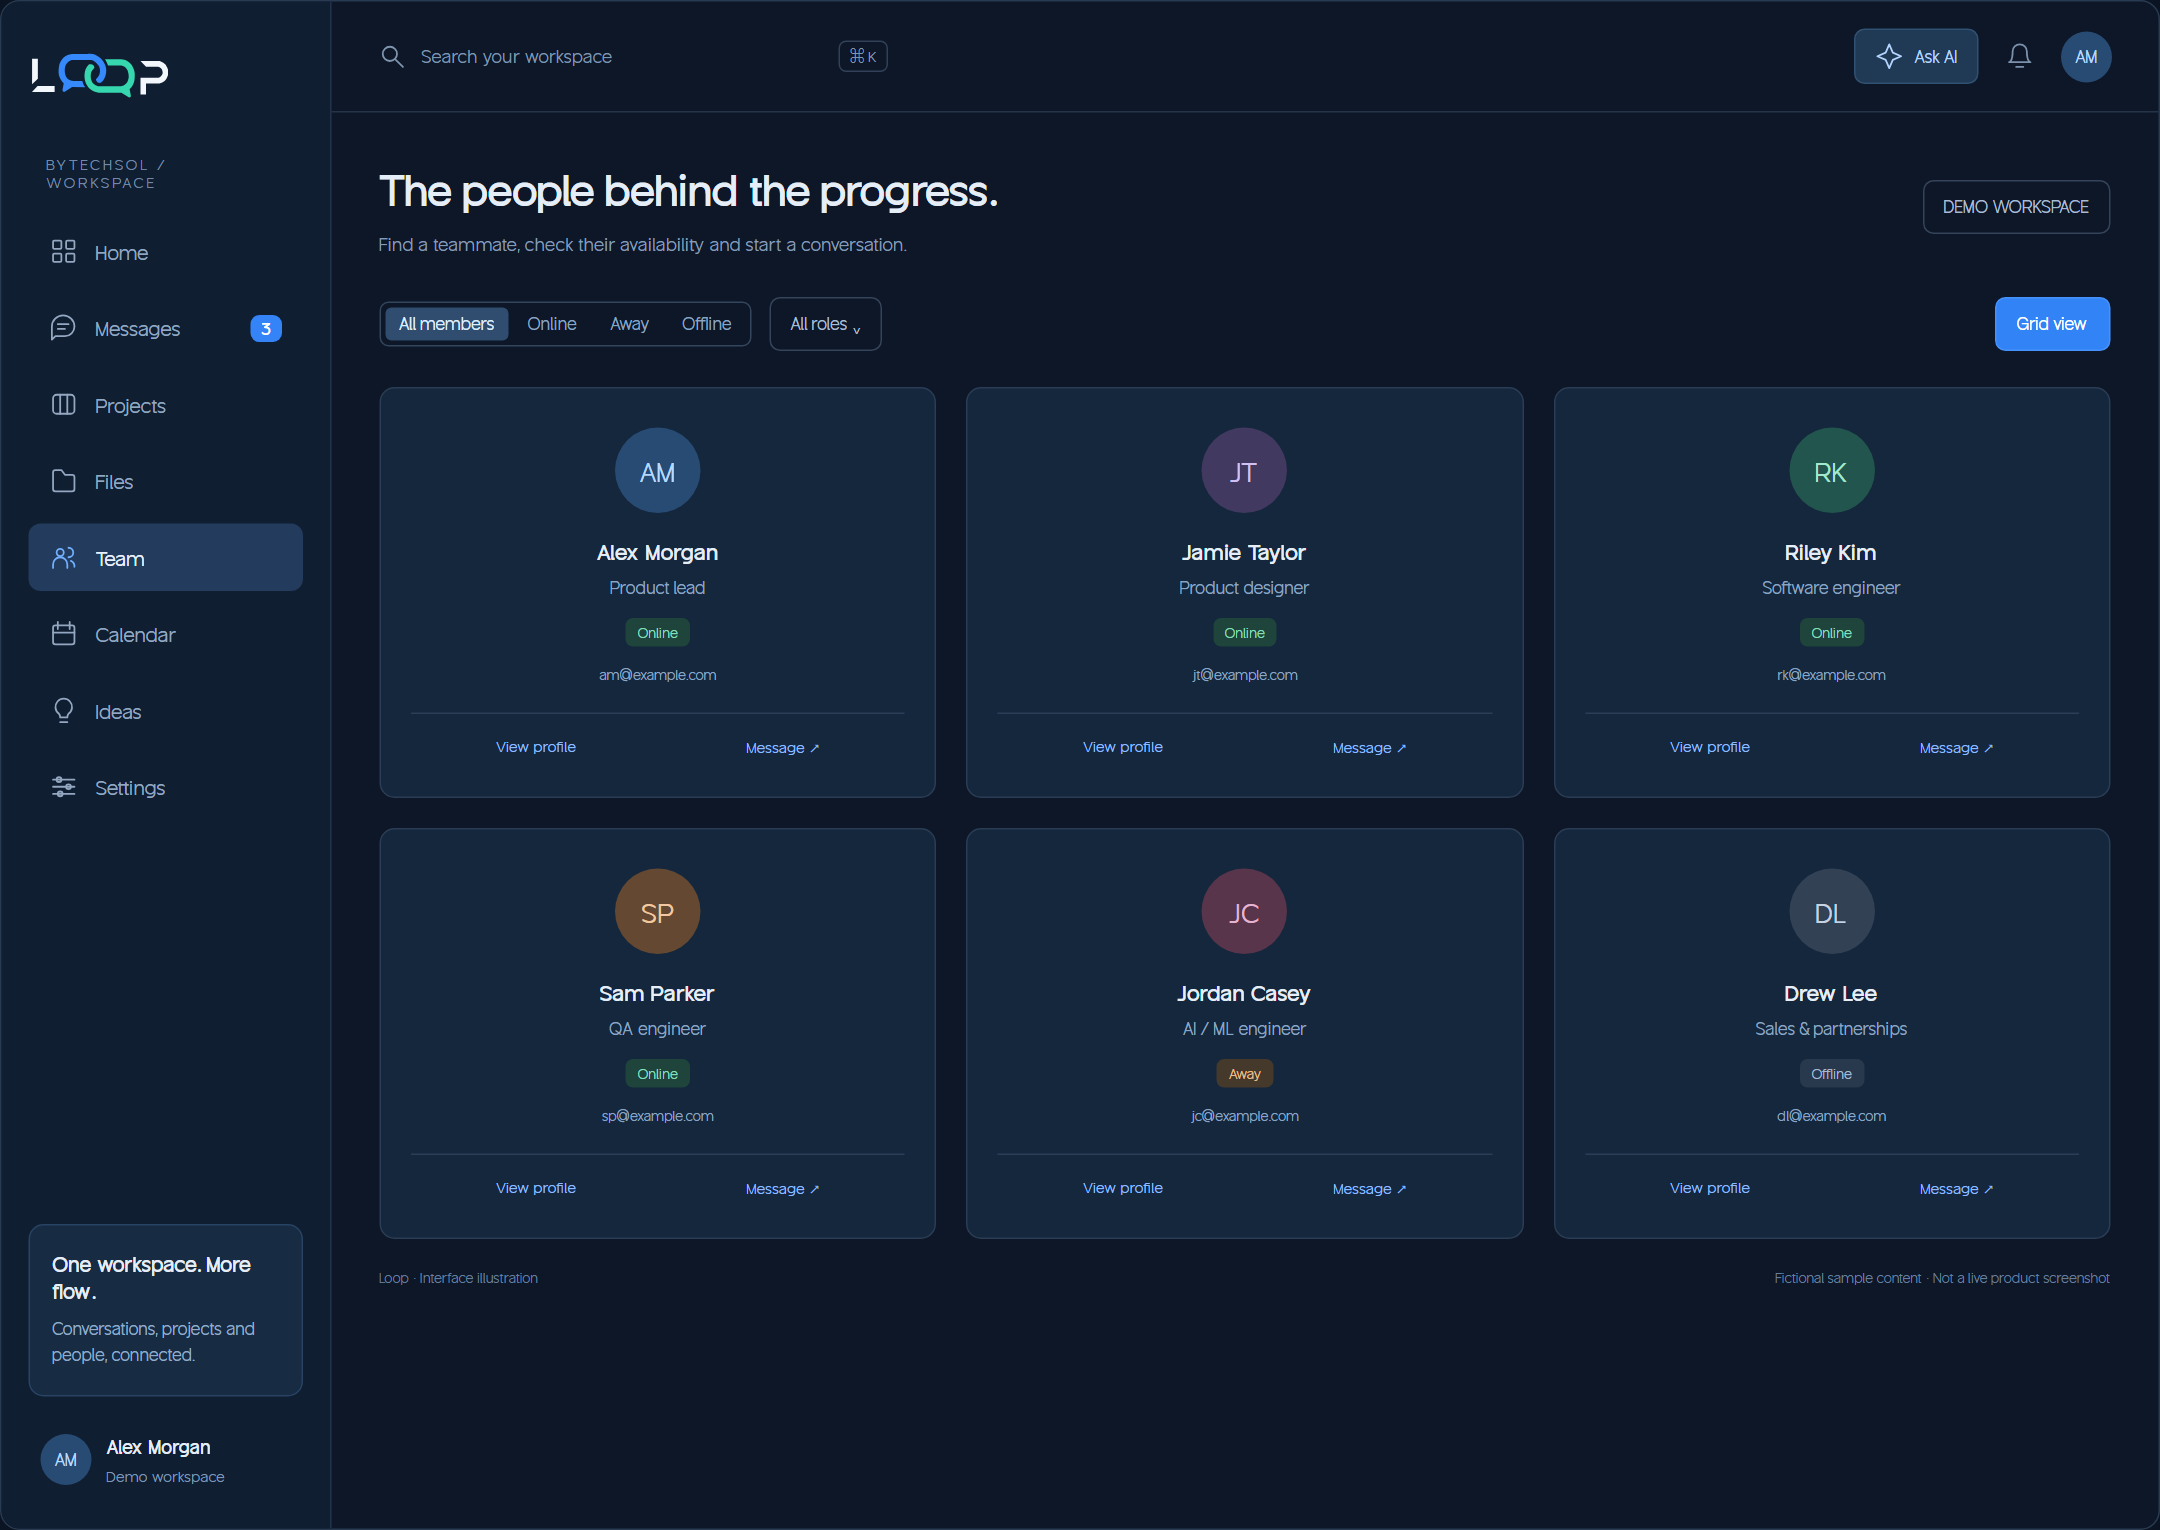 LOOP
BYTECHSOL /
WORKSPACE
Home
Messages
3
Projects
Files
Team
Calendar
Ideas
Settings
One workspace. More
flow.
Conversations, projects and
people, connected.
AM
Alex Morgan
Demo workspace
Search your workspace
⌘ K
Ask AI
AM
The people behind the progress.
Find a teammate, check their availability and start a conversation.
DEMO WORKSPACE
All members
Online
Away
Offline
All roles
Grid view
AM
Alex Morgan
Product lead
Online
am@example.com
View profile
Message ↗
JT
Jamie Taylor
Product designer
Online
jt@example.com
View profile
Message ↗
RK
Riley Kim
Software engineer
Online
rk@example.com
View profile
Message ↗
SP
Sam Parker
QA engineer
Online
sp@example.com
View profile
Message ↗
JC
Jordan Casey
AI / ML engineer
Away
jc@example.com
View profile
Message ↗
DL
Drew Lee
Sales & partnerships
Offline
dl@example.com
View profile
Message ↗
Loop · Interface illustration
Fictional sample content · Not a live product screenshot